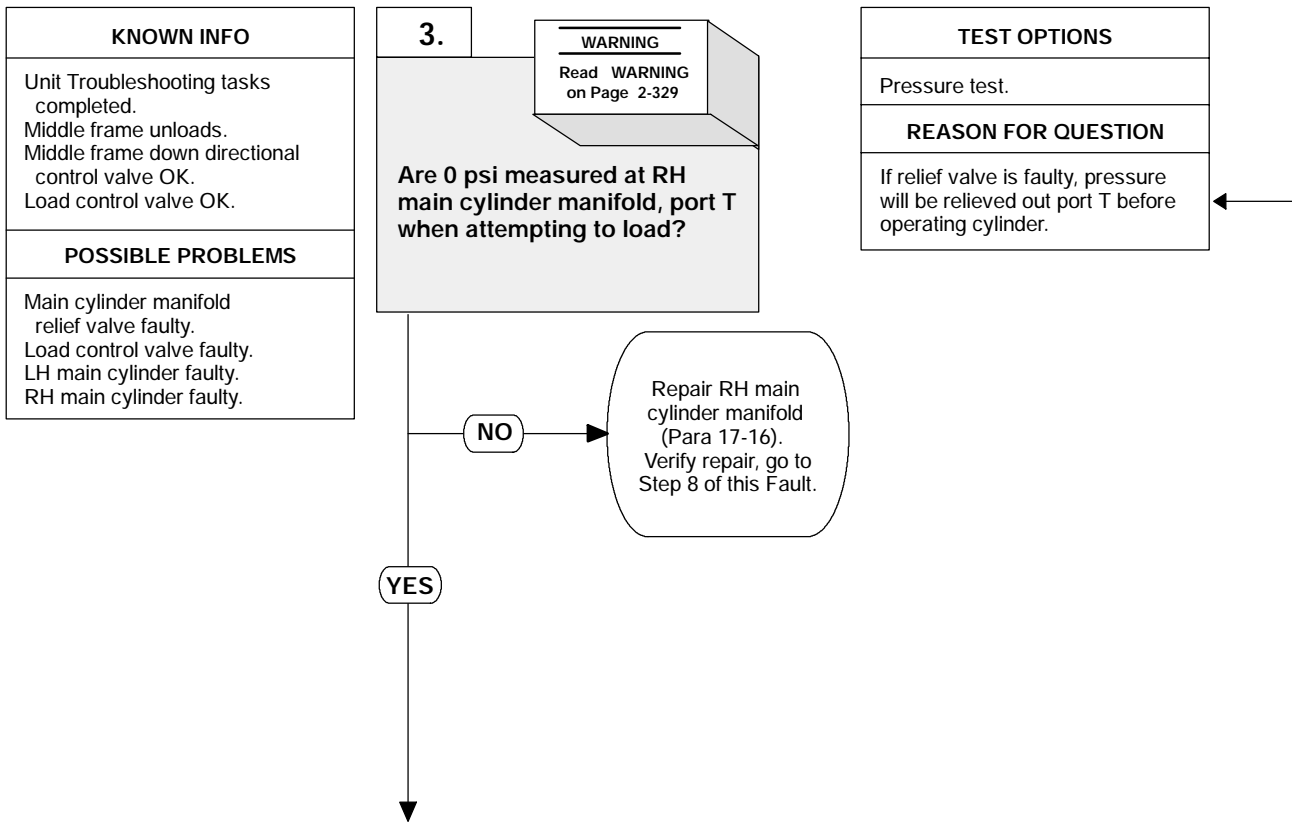 KNOWN INFO
Unit Troubleshooting tasks
completed.
Middle frame unloads.
Middle frame down directional
control valve OK.
Load control valve OK.
POSSIBLE PROBLEMS
Main cylinder manifold
relief valve faulty.
Load control valve faulty.
LH main cylinder faulty.
RH main cylinder faulty.
3.
WARNING
Read WARNING
on Page 2-329
Are 0 psi measured at RH
main cylinder manifold, port T
when attempting to load?
TEST OPTIONS
Pressure test.
REASON FOR QUESTION
If relief valve is faulty, pressure
will be relieved out port T before
operating cylinder.
NO
Repair RH main
cylinder manifold
(Para 17-16).
Verify repair, go to
Step 8 of this Fault.
YES